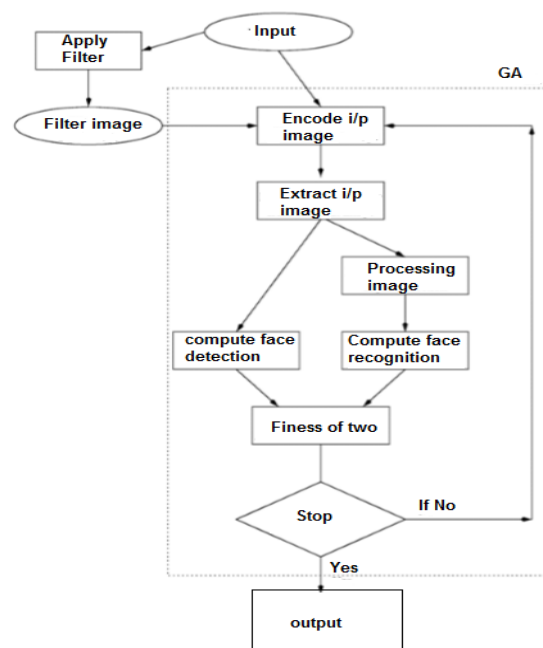 Input
Apply
Filter
GA
Filter image
Encode i/p
image
Extract i/p
image
Processing
image
compute face
detection
Compute face
recognition
Finess of two
Stop
If No
Yes
output